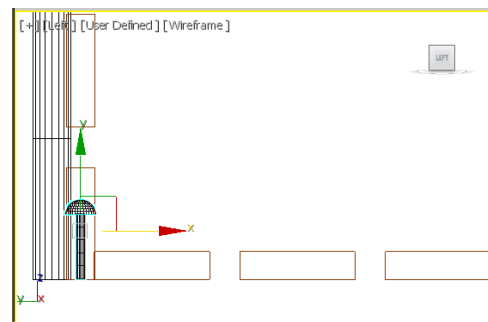 [+] [Left] [User Defined] [Wireframe]
LEFT
y
x
z
y
x